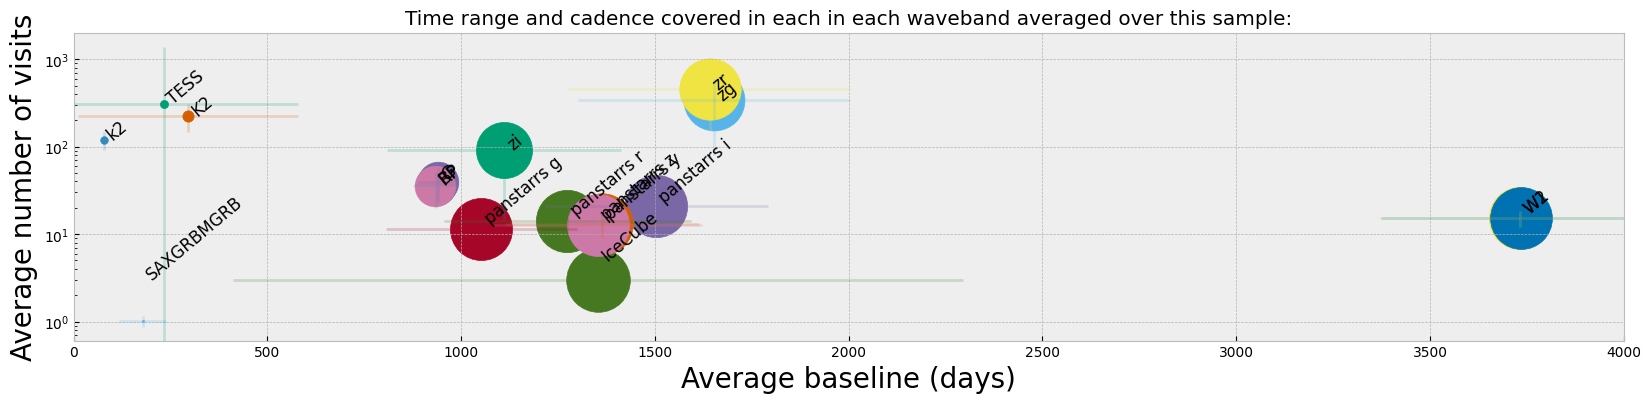 Time range and cadence covered in each in each waveband averaged over this sample:
Average number of visits
10³
10²
10¹
10⁰
TESS
K2
k2
SAXGRBMGRB
zr
zg
zi
panstarrs g
panstarrs r
panstarrs y
panstarrs i
IceCube
0
500
1000
1500
2000
2500
3000
3500
4000
Average baseline (days)